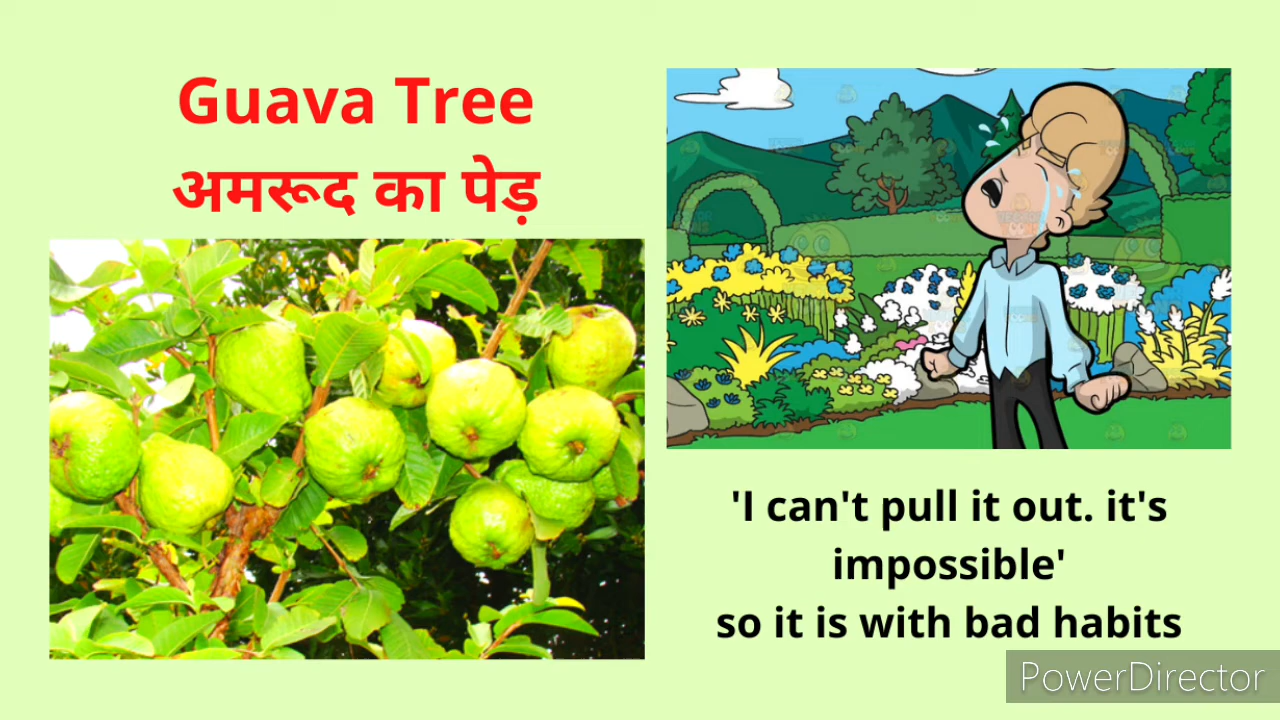 Guava Tree
अमरूद का पेड़
'I can't pull it out. it's
impossible'
so it is with bad habits
PowerDirector